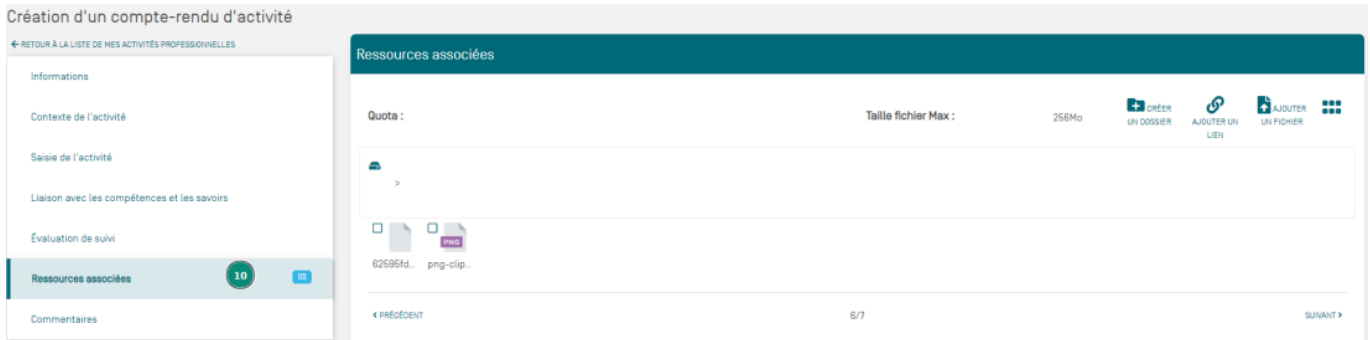 Création d'un compte-rendu d'activité
← RETOUR À LA LISTE DE MES ACTIVITÉS PROFESSIONNELLES
Informations
Contexte de l'activité
Saisie de l'activité
Liaison avec les compétences et les savoirs
Évaluation de suivi
Ressources associées 10
Commentaires
Ressources associées
Quota :
Taille fichier Max : 256Mo
CRÉER
UN DOSSIER
AJOUTER UN
LIEN
AJOUTER
UN FICHIER
>
PNG
62595fd... png-clip...
< PRÉCÉDENT 6/7 SUIVANT >